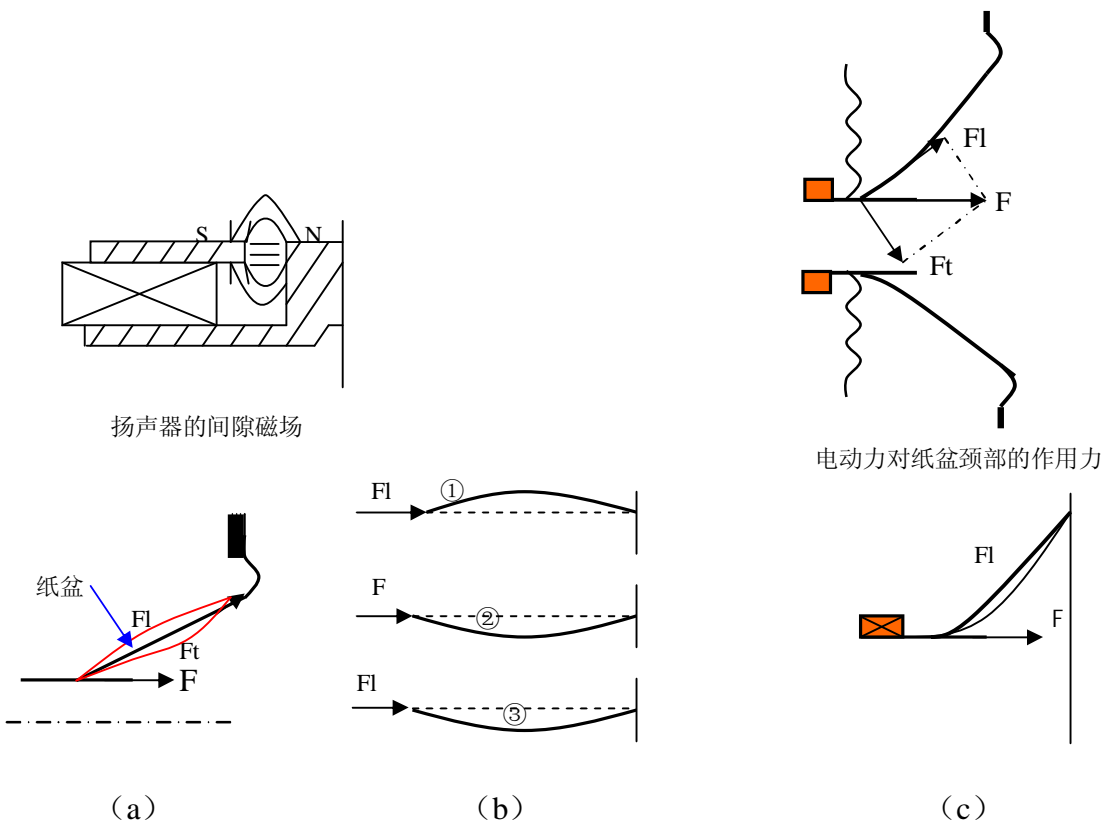 S N
扬声器的间隙磁场
Fl
F
Ft
电动力对纸盆颈部的作用力
纸盆
Fl
Ft
F
Fl ①
F
②
Fl
③
Fl
F
（a）
（b）
（c）